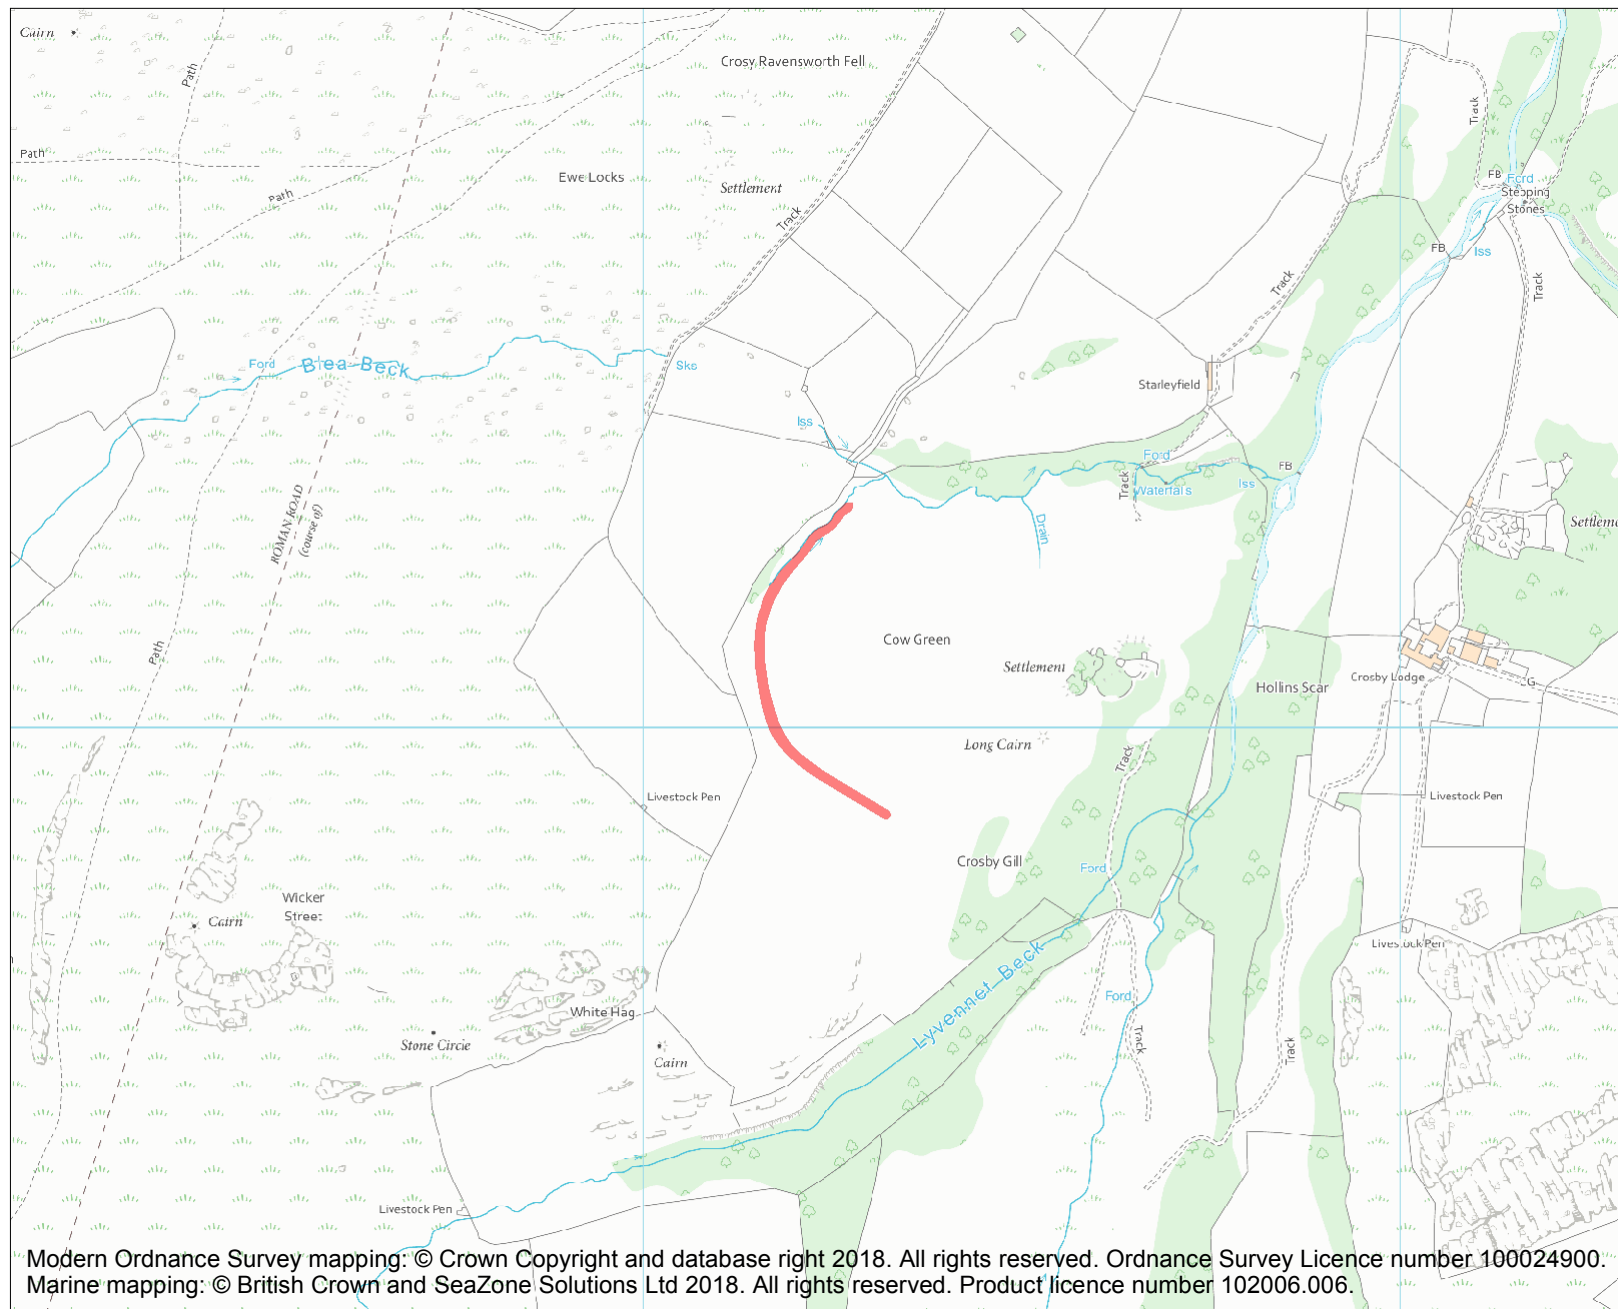 Cairn
Crosy Ravensworth Fell
Path
Track
Path
Ewe Locks
Settlement
Path
Track
FB
Ford
Stepping
Stones
FB
Iss
Track
Track
Ford
Blea Beck
Sks
Starleyfield
Iss
Ford
FB
Waterfalls
Iss
Track
Drain
ROMAN ROAD
(course of)
Path
Cow Green
Settlement
Hollins Scar
Crosby Lodge
CG
Long Cairn
Track
Livestock Pen
Livestock Pen
Crosby Gill
Ford
Wicker
Street
Cairn
Livestock Pen
Lyvennet Beck
Ford
White Hag
Stone Circle
Cairn
Track
Track
Livestock Pen
Modern Ordnance Survey mapping: © Crown Copyright and database right 2018. All rights reserved. Ordnance Survey Licence number 100024900.
Marine mapping: © British Crown and SeaZone Solutions Ltd 2018. All rights reserved. Product licence number 102006.006.